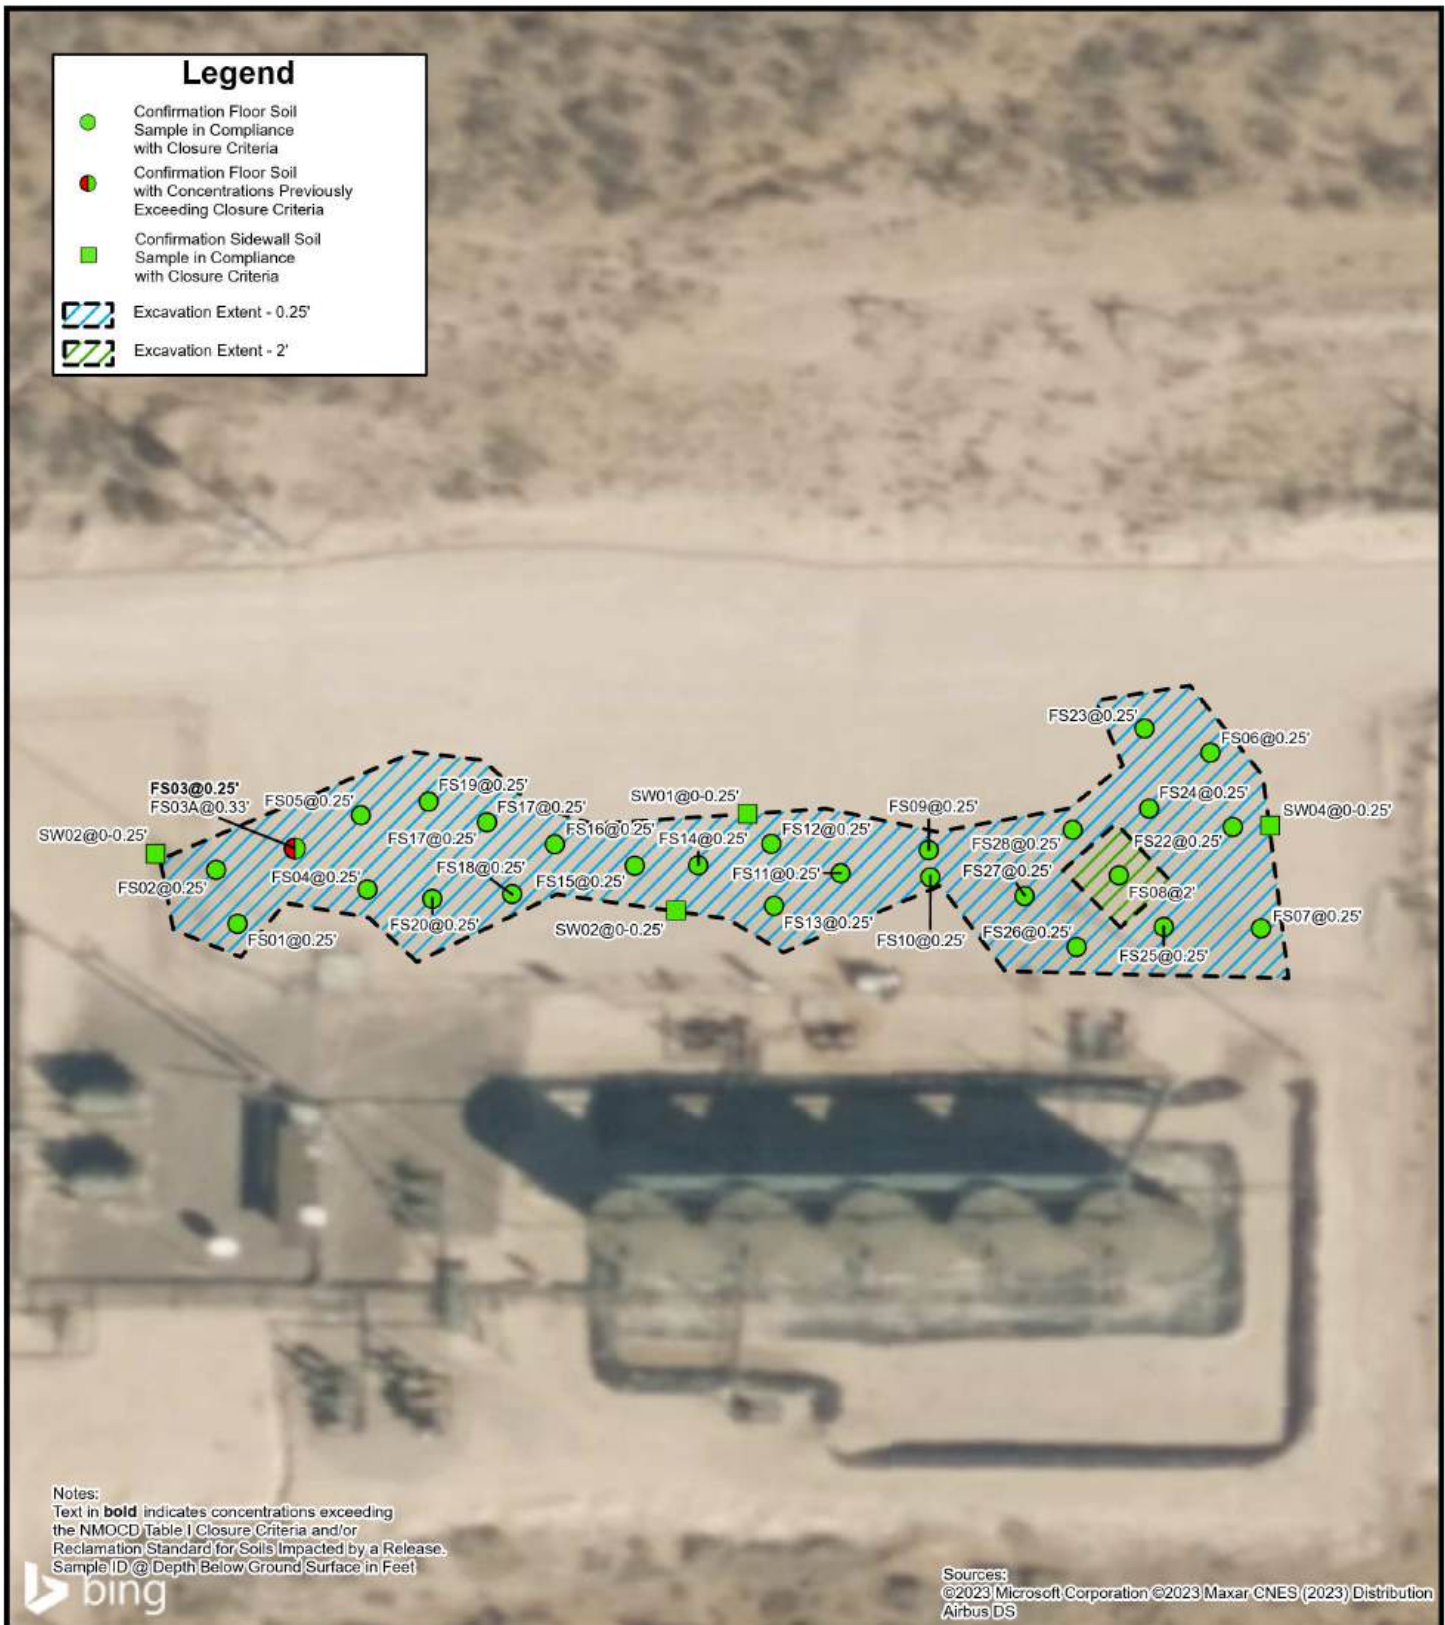 Legend
Confirmation Floor Soil
Sample in Compliance
with Closure Criteria
Confirmation Floor Soil
with Concentrations Previously
Exceeding Closure Criteria
Confirmation Sidewall Soil
Sample in Compliance
with Closure Criteria
Excavation Extent - 0.25'
Excavation Extent - 2'
FS23@0.25'
FS06@0.25'
FS03@0.25'
FS03A@0.33'
FS05@0.25'
FS19@0.25'
FS17@0.25'
SW01@0-0.25'
FS09@0.25'
FS24@0.25'
SW04@0-0.25'
SW02@0-0.25'
FS17@0.25'
FS16@0.25'
FS14@0.25'
FS12@0.25'
FS28@0.25'
FS22@0.25'
FS02@0.25'
FS04@0.25'
FS18@0.25'
FS15@0.25'
FS11@0.25'
FS27@0.25'
FS08@2'
FS01@0.25'
FS20@0.25'
SW02@0-0.25'
FS13@0.25'
FS10@0.25'
FS26@0.25'
FS25@0.25'
FS07@0.25'
Notes:
Text in bold indicates concentrations exceeding
the NMOCD Table I Closure Criteria and/or
Reclamation Standard for Soils Impacted by a Release.
Sample ID @ Depth Below Ground Surface in Feet
bing
Sources:
©2023 Microsoft Corporation ©2023 Maxar CNES (2023) Distribution
Airbus DS